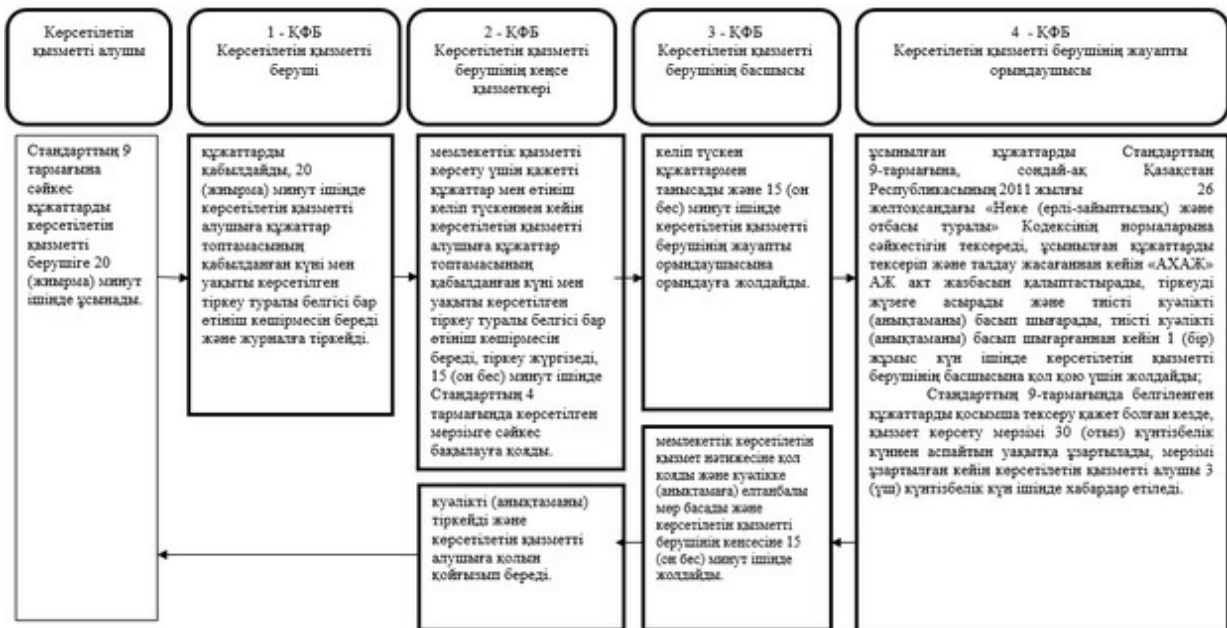 Көрсетілетін
қызметті алушы
1 - ҚФБ
Көрсетілетін қызметті
беруші
2 - ҚФБ
Көрсетілетін қызметті
берушінің кеңсе
қызметкері
3 - ҚФБ
Көрсетілетін қызметті
берушінің басшысы
4 - ҚФБ
Көрсетілетін қызметті берушінің жауапты
орындаушысы
Стандарттың 9
тармағына
сәйкес
құжаттарды
көрсетілетін
қызметті
берушіге 20
(жиырма) минут
ішінде ұсынады.
құжаттарды
қабылдайды, 20
(жиырма) минут ішінде
көрсетілетін қызметті
алушыға құжаттар
топтамасының
қабылданған күні мен
уақыты көрсетілген
тіркеу туралы белгісі бар
өтініш көшірмесін береді
және журналға тіркейді.
мемлекеттік қызметті
көрсету үшін қажетті
құжаттар мен өтініш
келіп түскеннен кейін
көрсетілетін қызметті
алушыға құжаттар
топтамасының
қабылданған күні мен
уақыты көрсетілген
тіркеу туралы белгісі бар
өтініш көшірмесін
береді, тіркеу жүргізеді,
15 (он бес) минут ішінде
Стандарттың 4
тармағында көрсетілген
мерзімге сәйкес
бақылауға қояды.
келіп түскен
құжаттармен
танысады және 15 (он
бес) минут ішінде
көрсетілетін қызметті
берушінің жауапты
орындаушысына
орындауға жолдайды.
ұсынылған құжаттарды Стандарттың
9-тармағына, сондай-ақ Қазақстан
Республикасының 2011 жылғы 26
желтоқсандағы «Неке (ерлі-зайыптылық) және
отбасы туралы» Кодексінің нормаларына
сәйкестігін тексереді, ұсынылған құжаттарды
тексеріп және талдау жасағаннан кейін «АХАЖ»
АЖ акт жазбасын қалыптастырады, тіркеуді
жүзеге асырады және тиісті куәлікті
(анықтаманы) басып шығарады, тиісті куәлікті
(анықтаманы) басып шығарғаннан кейін 1 (бір)
жұмыс күн ішінде көрсетілетін қызметті
берушінің басшысына қол қою үшін жолдайды;
Стандарттың 9-тармағында белгіленген
құжаттарды қосымша тексеру қажет болған кезде,
қызмет көрсету мерзімі 30 (отыз) күнтізбелік
күннен аспайтын уақытқа ұзартылады, мерзімі
ұзартылған кейін көрсетілетін қызметті алушы 3
(үш) күнтізбелік күн ішінде хабардар етіледі.
мемлекеттік көрсетілетін
қызмет нәтижесіне қол
қояды және куәлікке
(анықтамаға) елтаңбалы
мөр басады және
көрсетілетін қызметті
берушінің кеңсесіне 15
(он бес) минут ішінде
жолдайды.
куәлікті (анықтаманы)
тіркейді және
көрсетілетін қызметті
алушыға қолын
қойғызып береді.